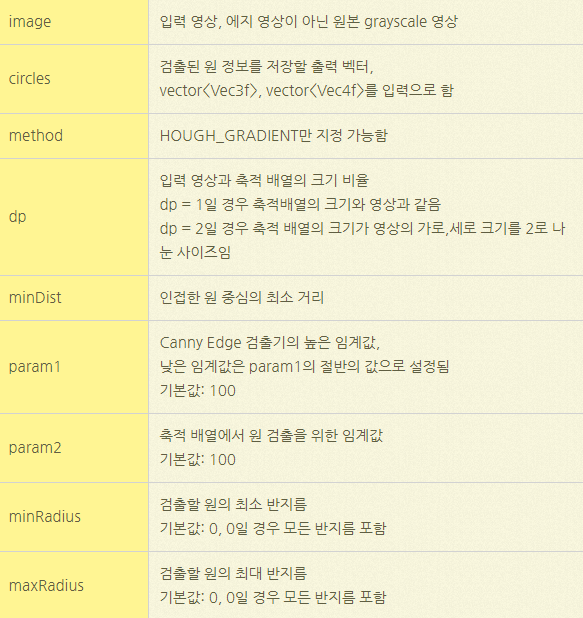 image
입력 영상, 에지 영상이 아닌 원본 grayscale 영상
circles
검출된 원 정보를 저장할 출력 벡터,
vector<Vec3f>, vector<Vec4f>를 입력으로 함
method
HOUGH_GRADIENT만 지정 가능함
dp
입력 영상과 축적 배열의 크기 비율
dp = 1일 경우 축적배열의 크기와 영상과 같음
dp = 2일 경우 축적 배열의 크기가 영상의 가로,세로 크기를 2로 나
눈 사이즈임
minDist
인접한 원 중심의 최소 거리
param1
Canny Edge 검출기의 높은 임계값,
낮은 임계값은 param1의 절반의 값으로 설정됨
기본값: 100
param2
축적 배열에서 원 검출을 위한 임계값
기본값: 100
minRadius
검출할 원의 최소 반지름
기본값: 0, 0일 경우 모든 반지름 포함
maxRadius
검출할 원의 최대 반지름
기본값: 0, 0일 경우 모든 반지름 포함